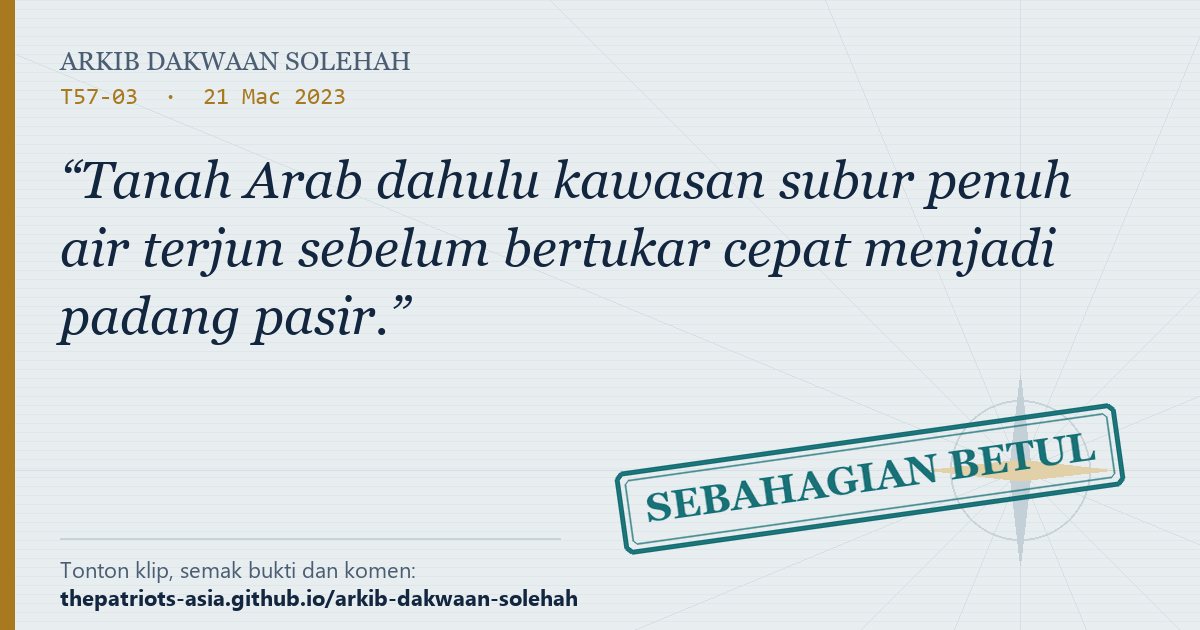 ARKIB DAKWAAN SOLEHAH
T57-03 · 21 Mac 2023
“Tanah Arab dahulu kawasan subur penuh
air terjun sebelum bertukar cepat menjadi
padang pasir.”
SEBAHAGIAN BETUL
Tonton klip, semak bukti dan komen:
thepatriots-asia.github.io/arkib-dakwaan-solehah